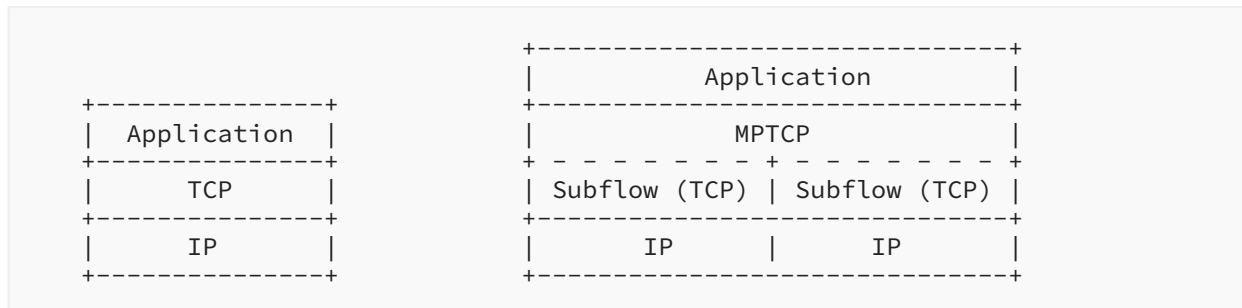 +-------------------------------+
                              |           Application         |
 +---------------+            +-------------------------------+
 |  Application  |            |             MPTCP             |
 +---------------+            + - - - - - - - + - - - - - - - +
 |      TCP      |            | Subflow (TCP) | Subflow (TCP) |
 +---------------+            +-------------------------------+
 |      IP       |            |       IP      |      IP       |
 +---------------+            +-------------------------------+